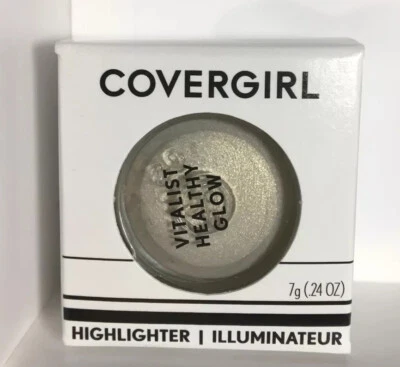 COVERGIRL
VITALIST
HEALTHY
GLOW
7g (.24 OZ)
HIGHLIGHTER | ILLUMINATEUR